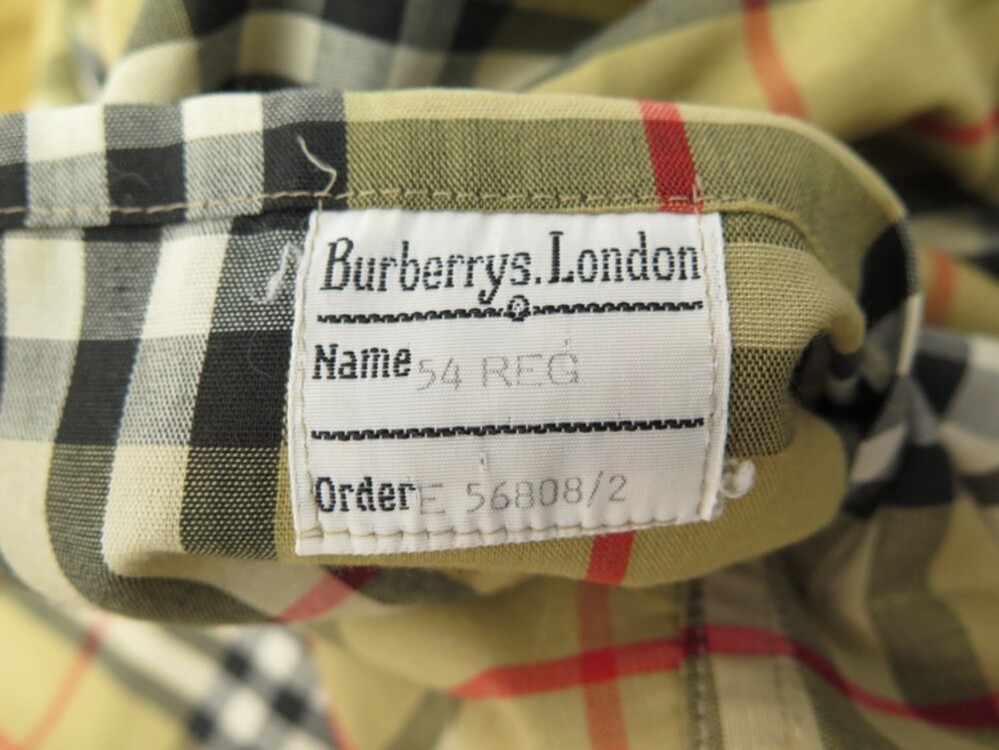 Burberrys.London
Name 54 REG
Order E 56808/2